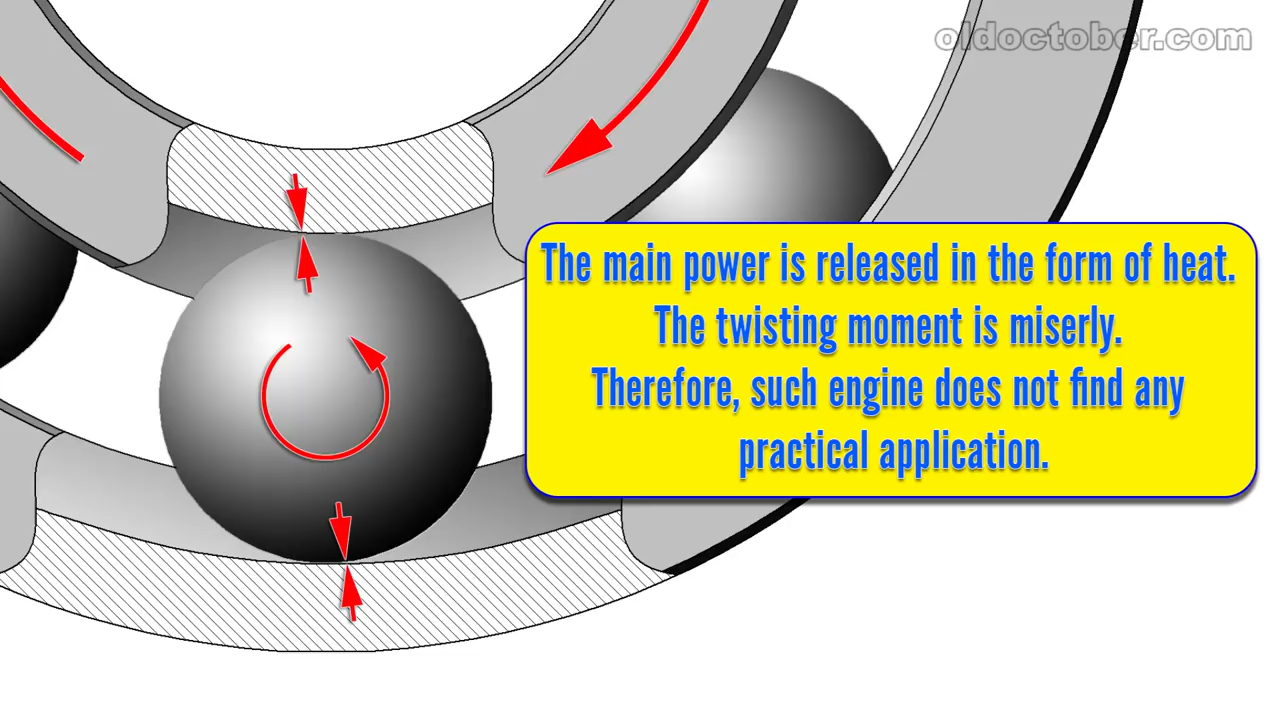 oldoctober.com
The main power is released in the form of heat.
The twisting moment is miserly.
Therefore, such engine does not find any
practical application.